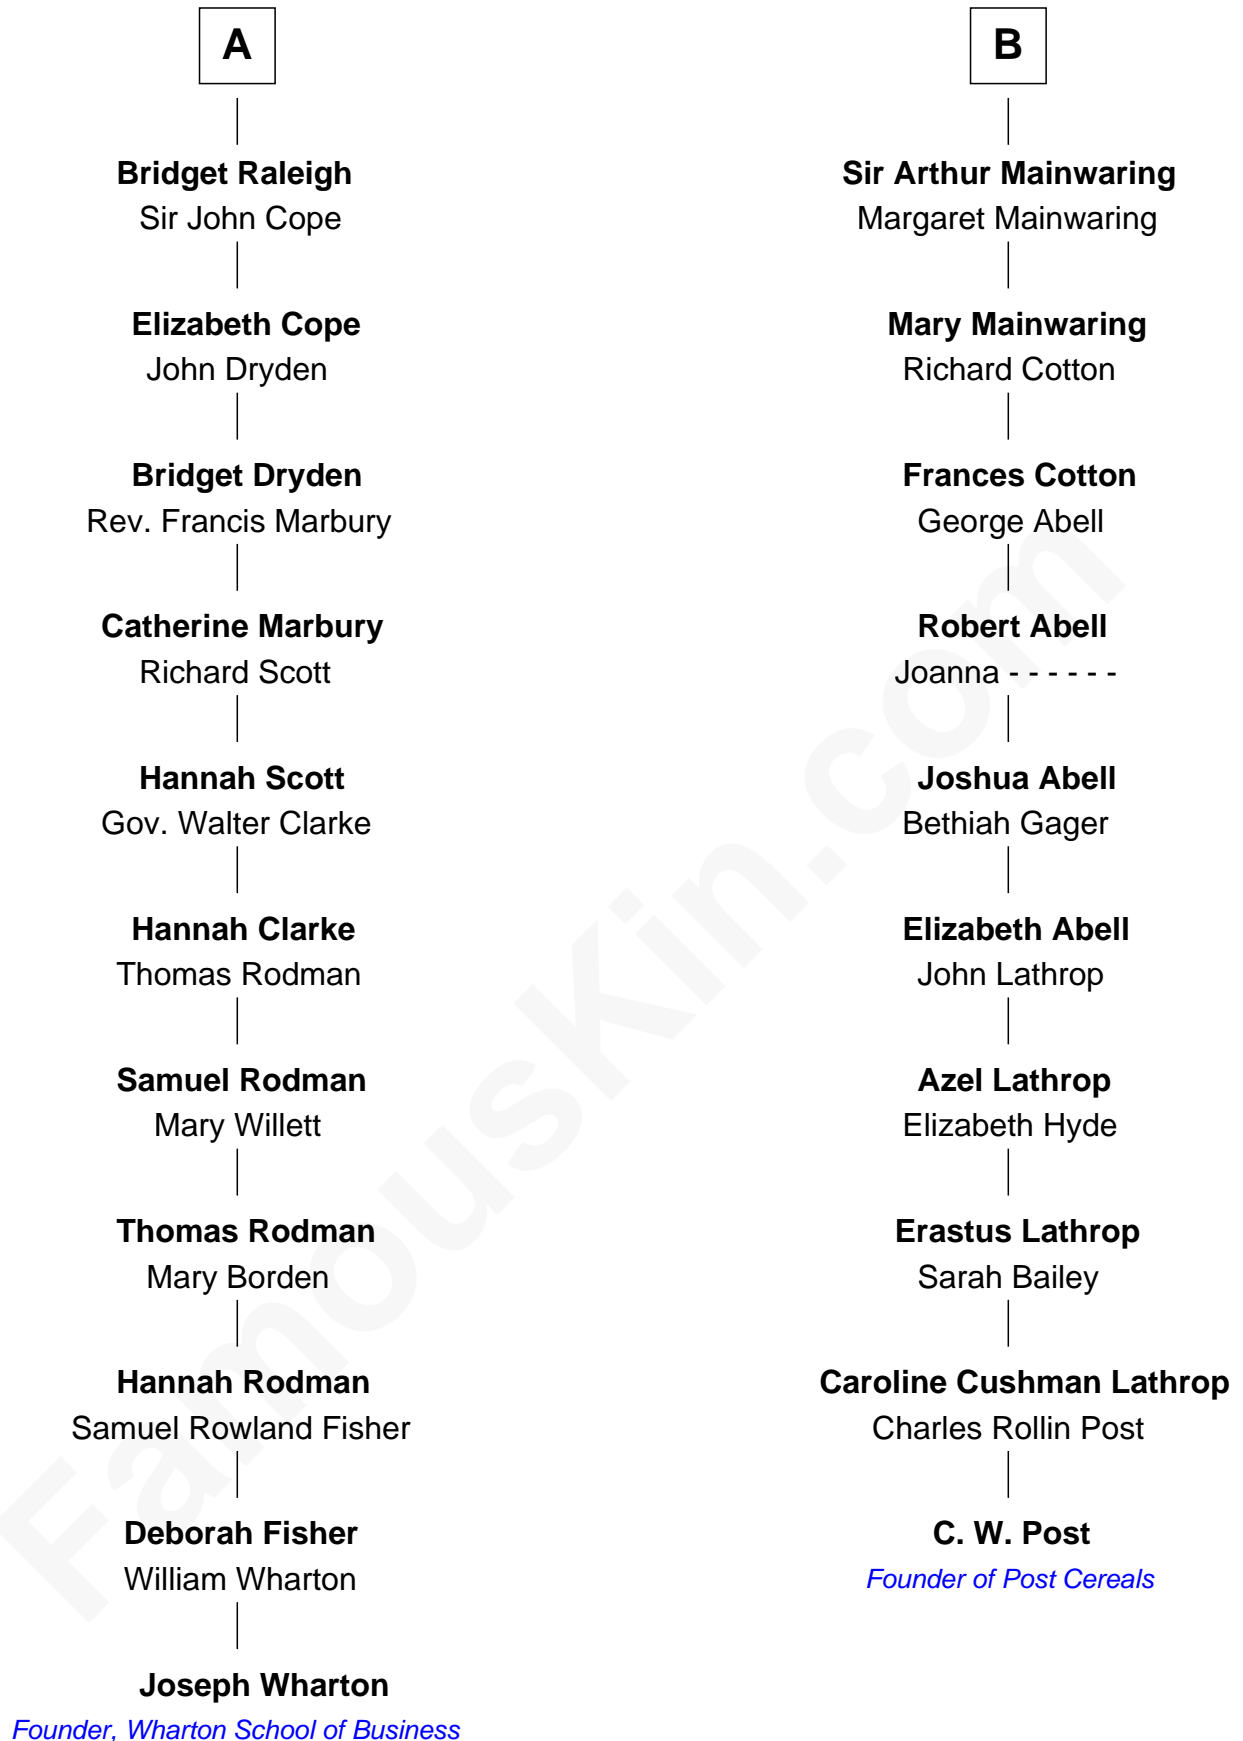 A
Bridget Raleigh
Sir John Cope
Elizabeth Cope
John Dryden
Bridget Dryden
Rev. Francis Marbury
Catherine Marbury
Richard Scott
Hannah Scott
Gov. Walter Clarke
Hannah Clarke
Thomas Rodman
Samuel Rodman
Mary Willett
Thomas Rodman
Mary Borden
Hannah Rodman
Samuel Rowland Fisher
Deborah Fisher
William Wharton
Joseph Wharton
Founder, Wharton School of Business
B
Sir Arthur Mainwaring
Margaret Mainwaring
Mary Mainwaring
Richard Cotton
Frances Cotton
George Abell
Robert Abell
Joanna - - - - - -
Joshua Abell
Bethiah Gager
Elizabeth Abell
John Lathrop
Azel Lathrop
Elizabeth Hyde
Erastus Lathrop
Sarah Bailey
Caroline Cushman Lathrop
Charles Rollin Post
C. W. Post
Founder of Post Cereals
FamousKin.com